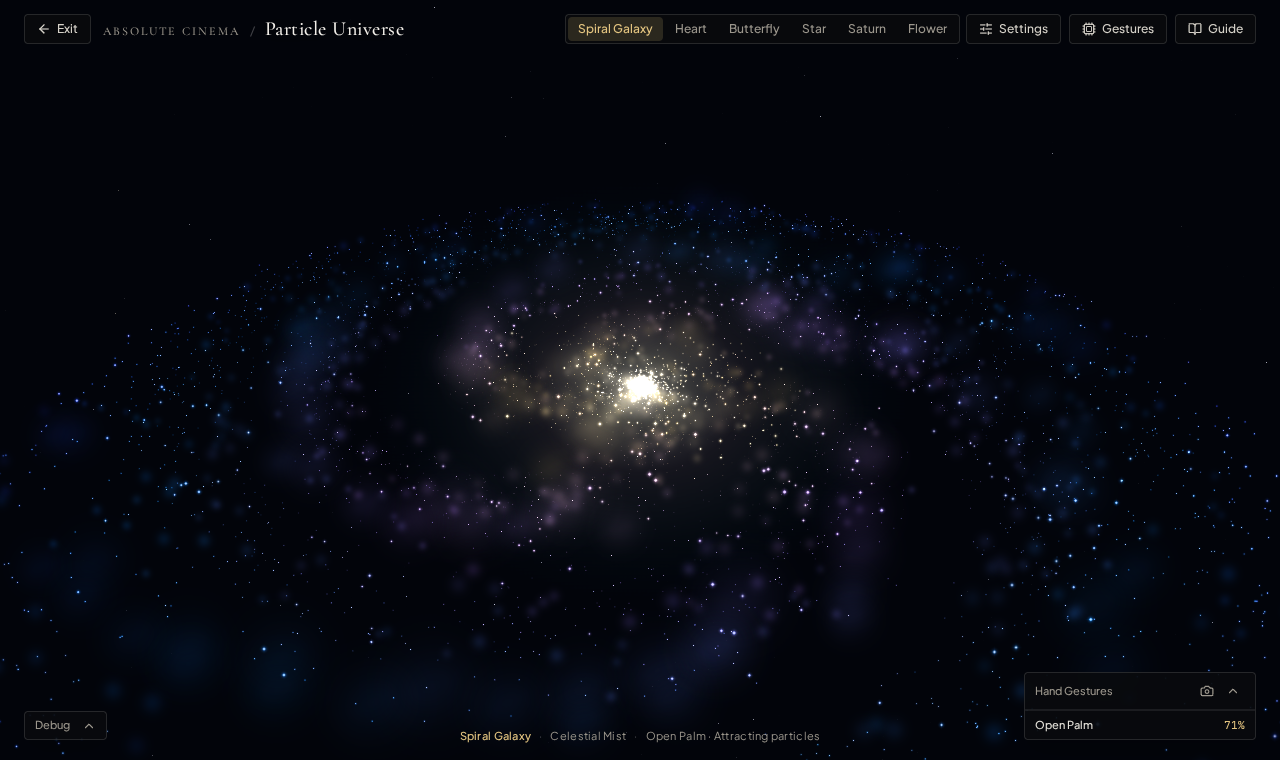 Exit
ABSOLUTE CINEMA / Particle Universe
Spiral Galaxy Heart Butterfly Star Saturn Flower
Settings
Gestures
Guide
Hand Gestures
Open Palm 71%
Debug
Spiral Galaxy · Celestial Mist · Open Palm · Attracting particles